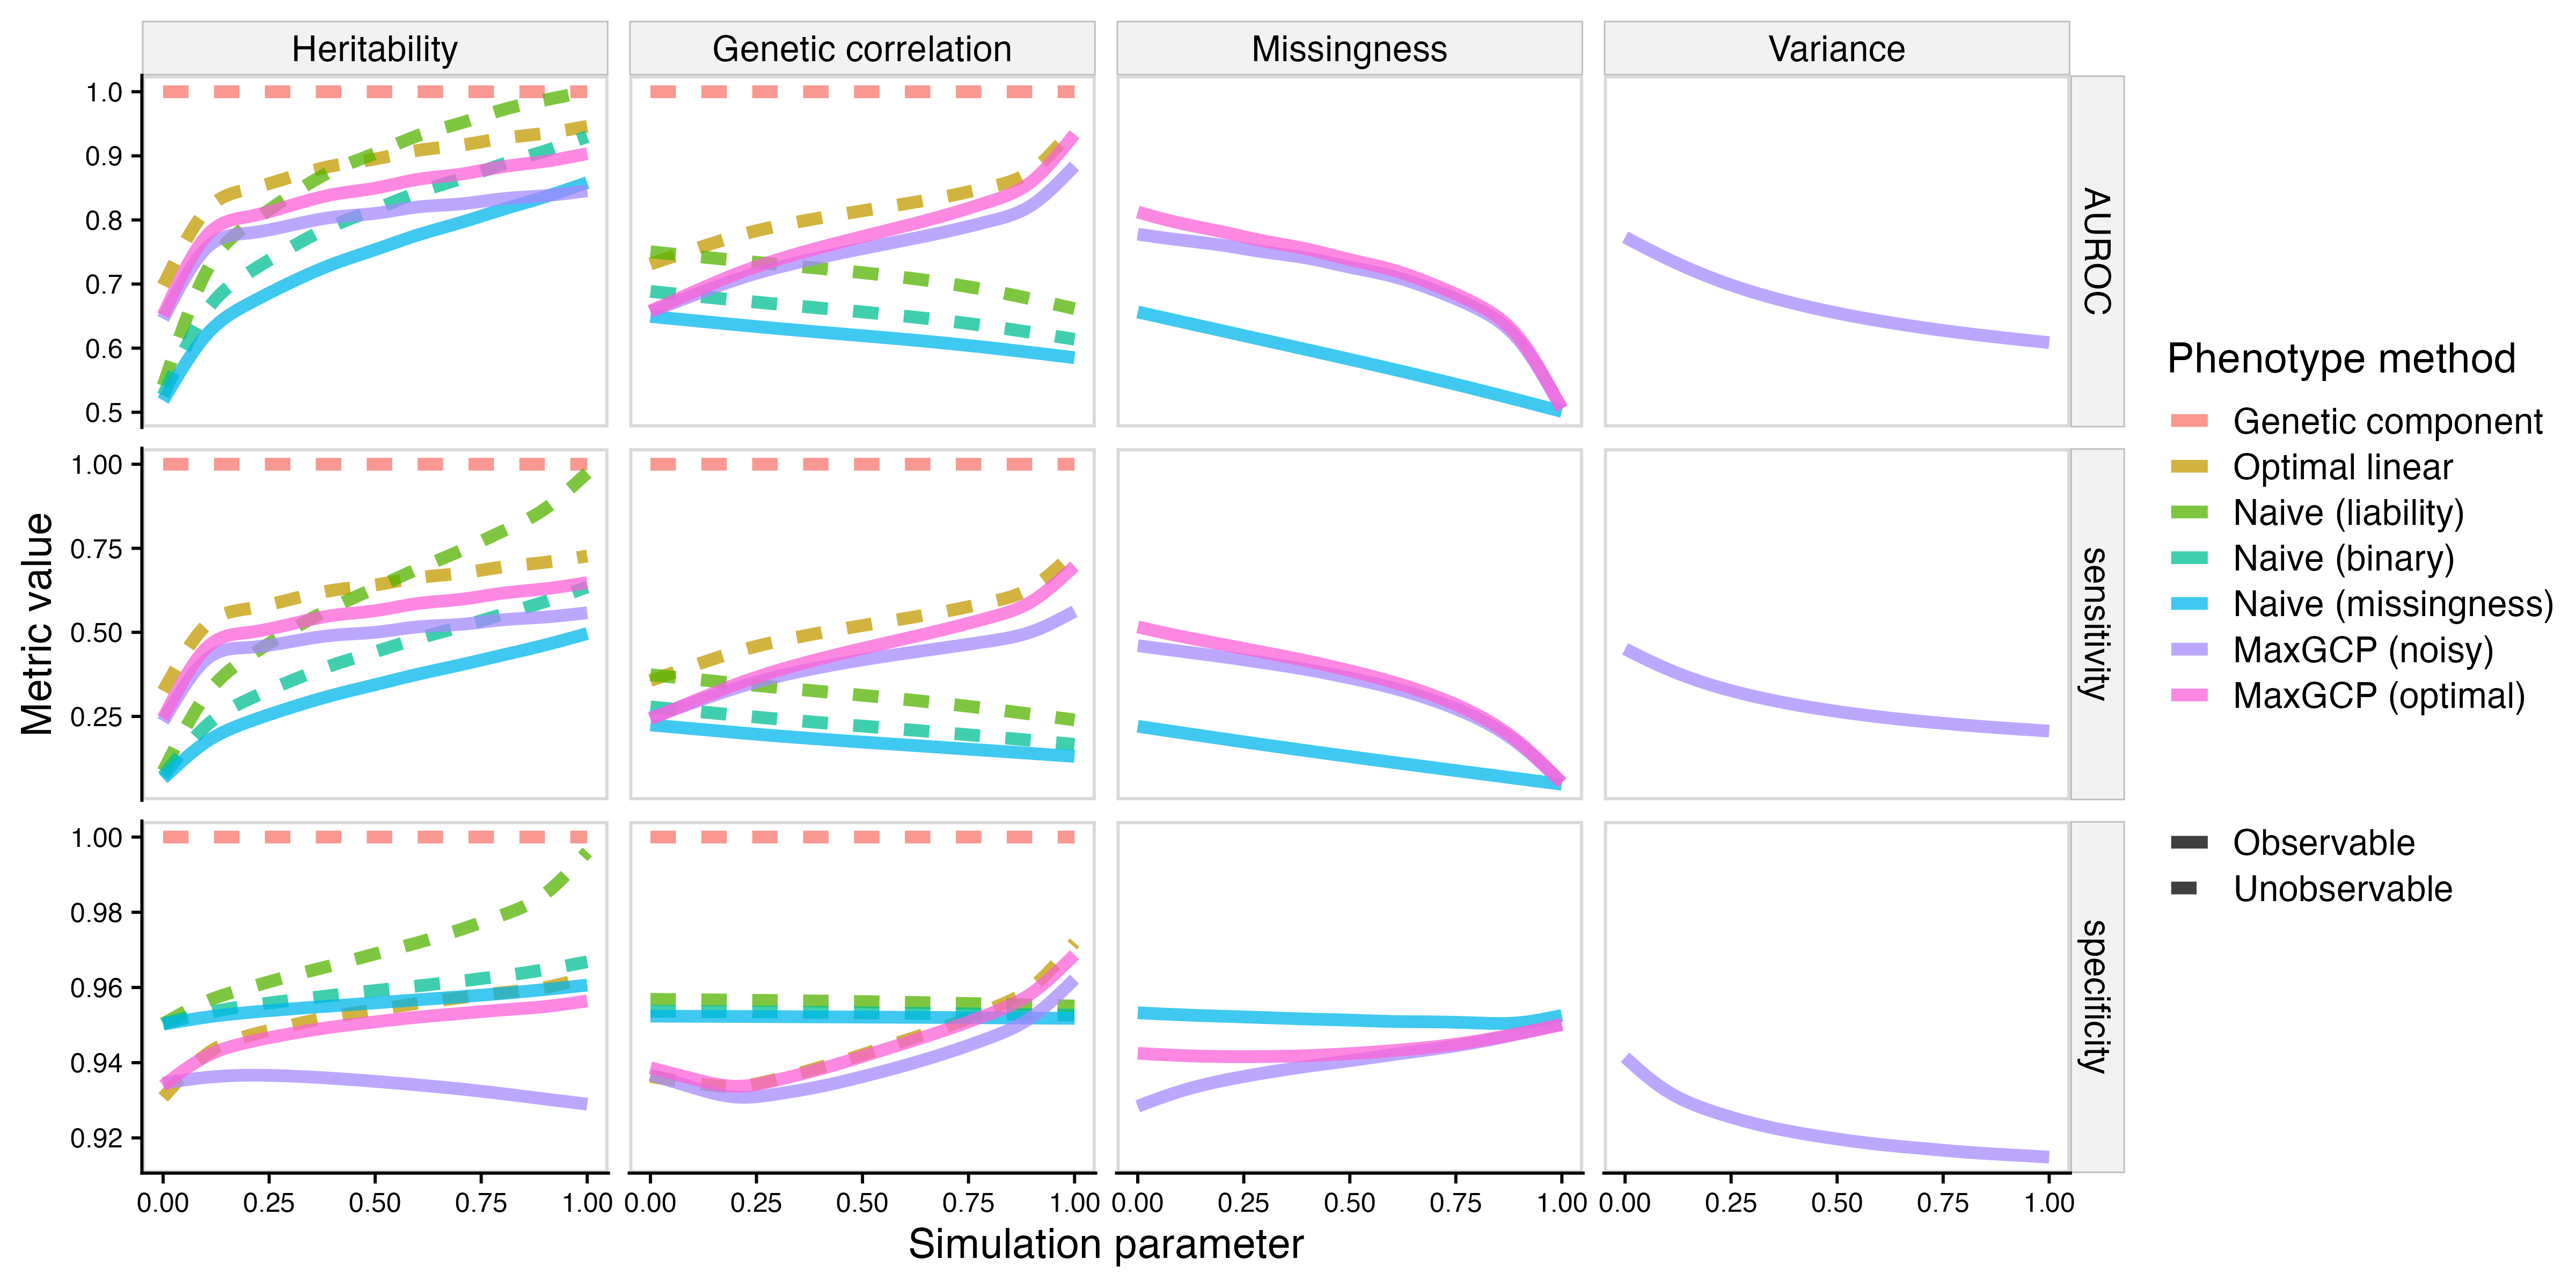 Heritability
Genetic correlation
Missingness
Variance
1.0
0.9
0.8
0.7
0.6
0.5
AUROC
1.00
0.75
0.50
0.25
sensitivity
1.00
0.98
0.96
0.94
0.92
specificity
0.00 0.25 0.50 0.75 1.00
0.00 0.25 0.50 0.75 1.00
0.00 0.25 0.50 0.75 1.00
0.00 0.25 0.50 0.75 1.00
Metric value
Simulation parameter
Phenotype method
Genetic component
Optimal linear
Naive (liability)
Naive (binary)
Naive (missingness)
MaxGCP (noisy)
MaxGCP (optimal)
Observable
Unobservable